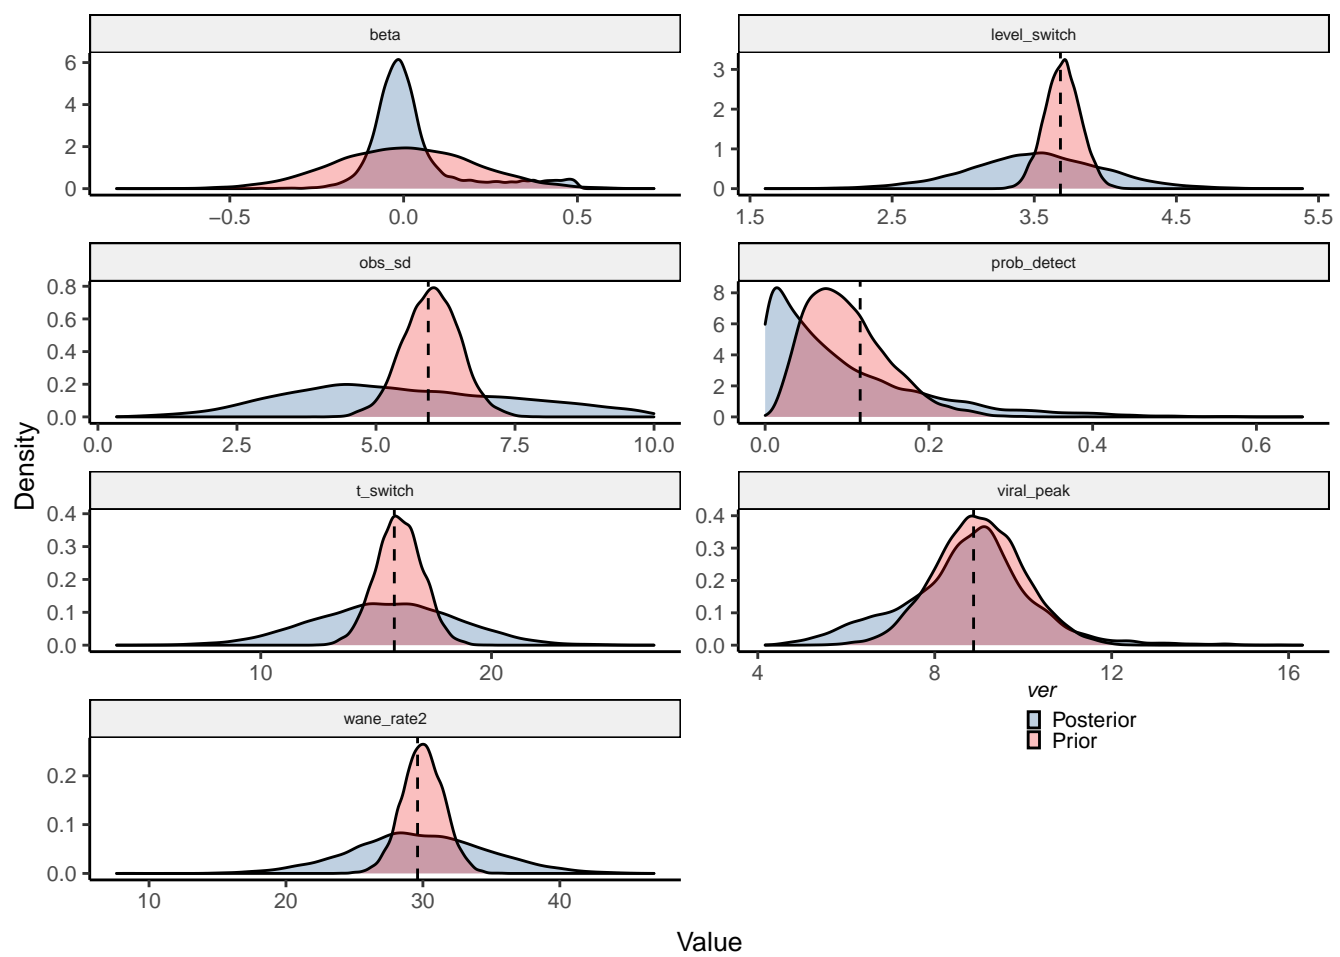 beta
level_switch
6
4
2
0
−0.5 0.0 0.5
3
2
1
0
1.5 2.5 3.5 4.5 5.5
obs_sd
prob_detect
0.8
0.6
0.4
0.2
0.0
0.0 2.5 5.0 7.5 10.0
8
6
4
2
0
0.0 0.2 0.4 0.6
Density
t_switch
viral_peak
0.4
0.3
0.2
0.1
0.0
10 20
0.4
0.3
0.2
0.1
0.0
4 8 12 16
wane_rate2
0.2
0.1
0.0
10 20 30 40
ver
Posterior
Prior
Value